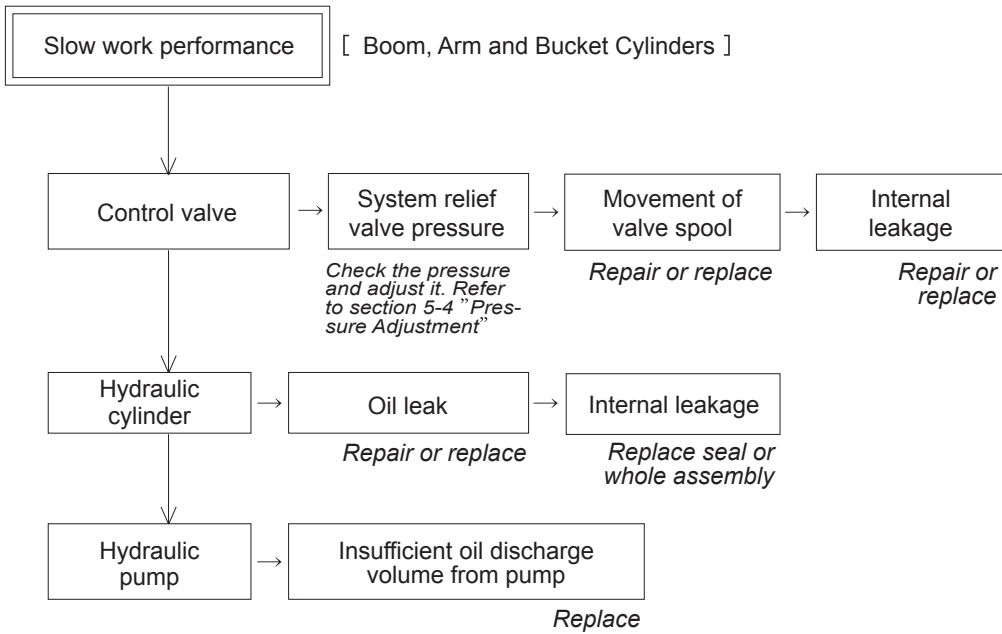 Slow work performance
[ Boom, Arm and Bucket Cylinders ]
Control valve
System relief
valve pressure
Check the pressure
and adjust it. Refer
to section 5-4 ”Pres-
sure Adjustment”
Movement of
valve spool
Repair or replace
Internal
leakage
Repair or
replace
Hydraulic
cylinder
Oil leak
Repair or replace
Internal leakage
Replace seal or
whole assembly
Hydraulic
pump
Insufficient oil discharge
volume from pump
Replace